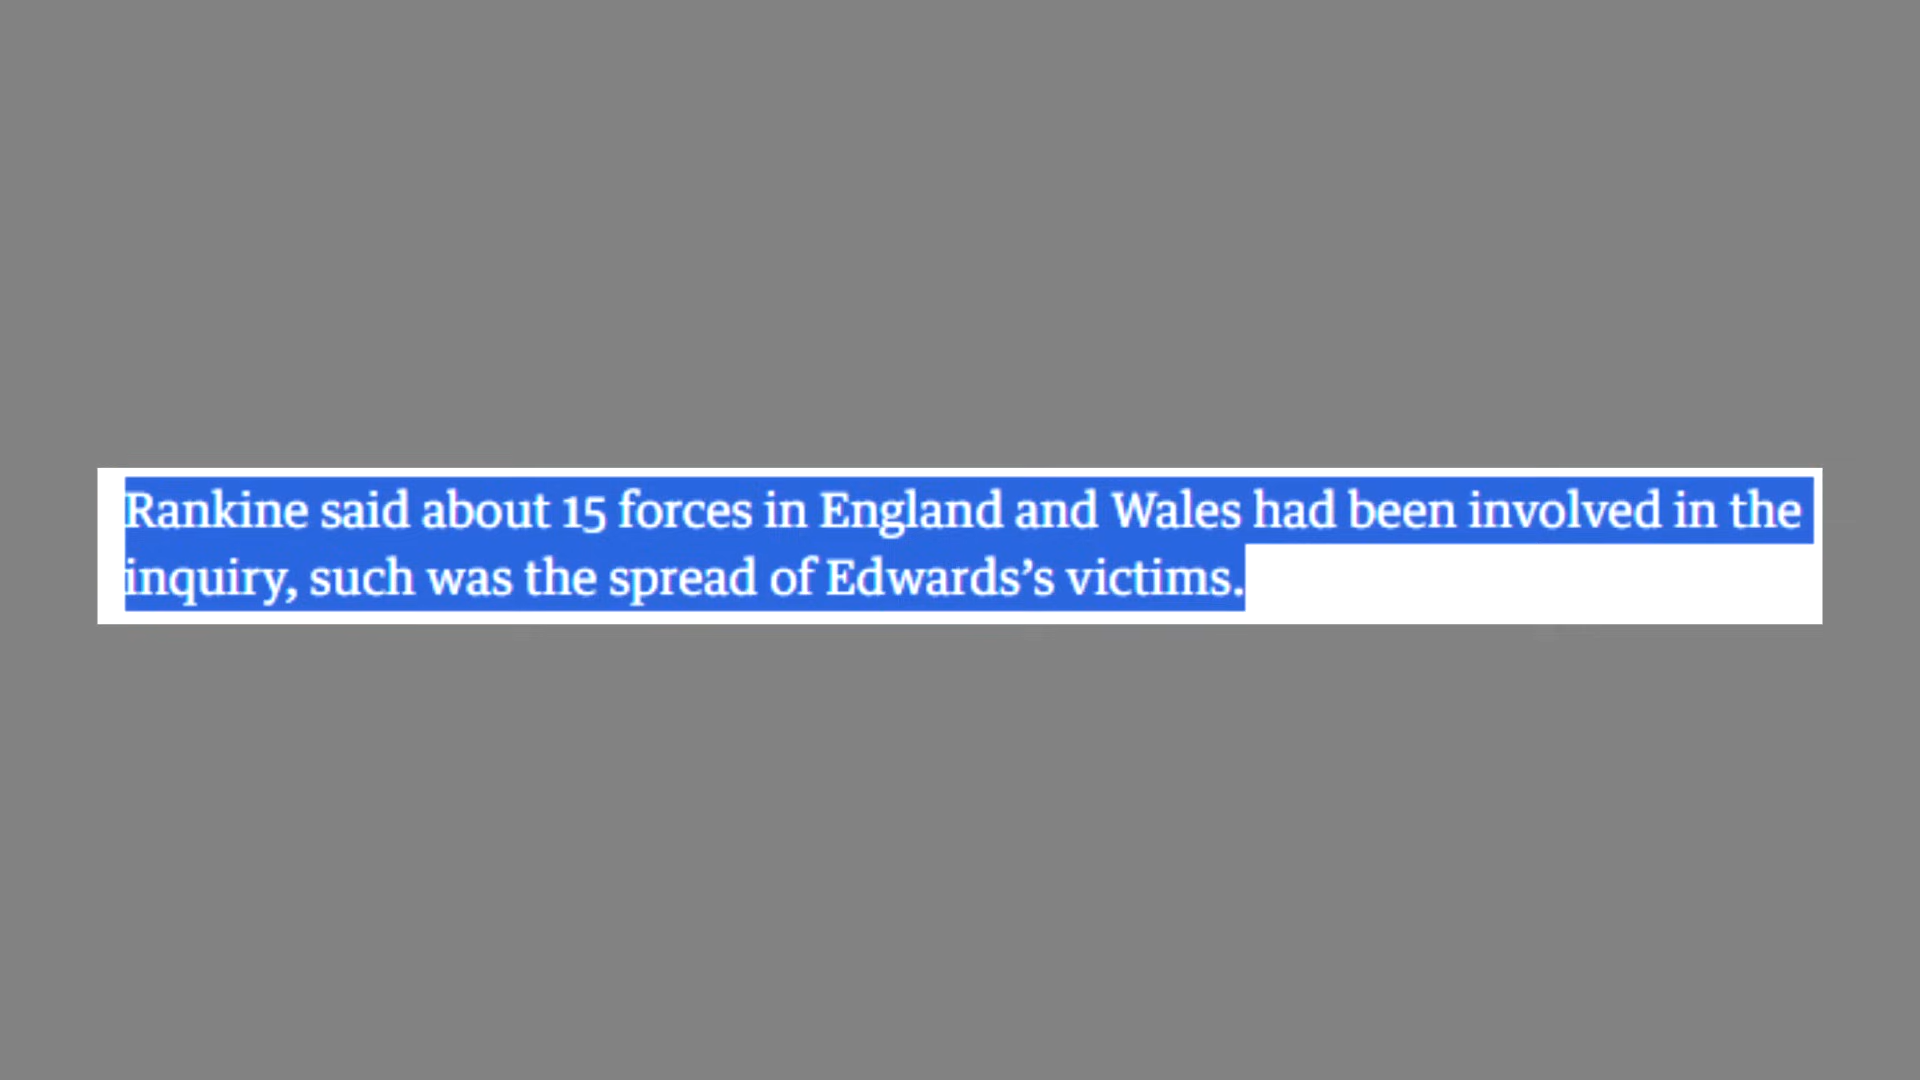 Rankine said about 15 forces in England and Wales had been involved in the
inquiry, such was the spread of Edwards’s victims.